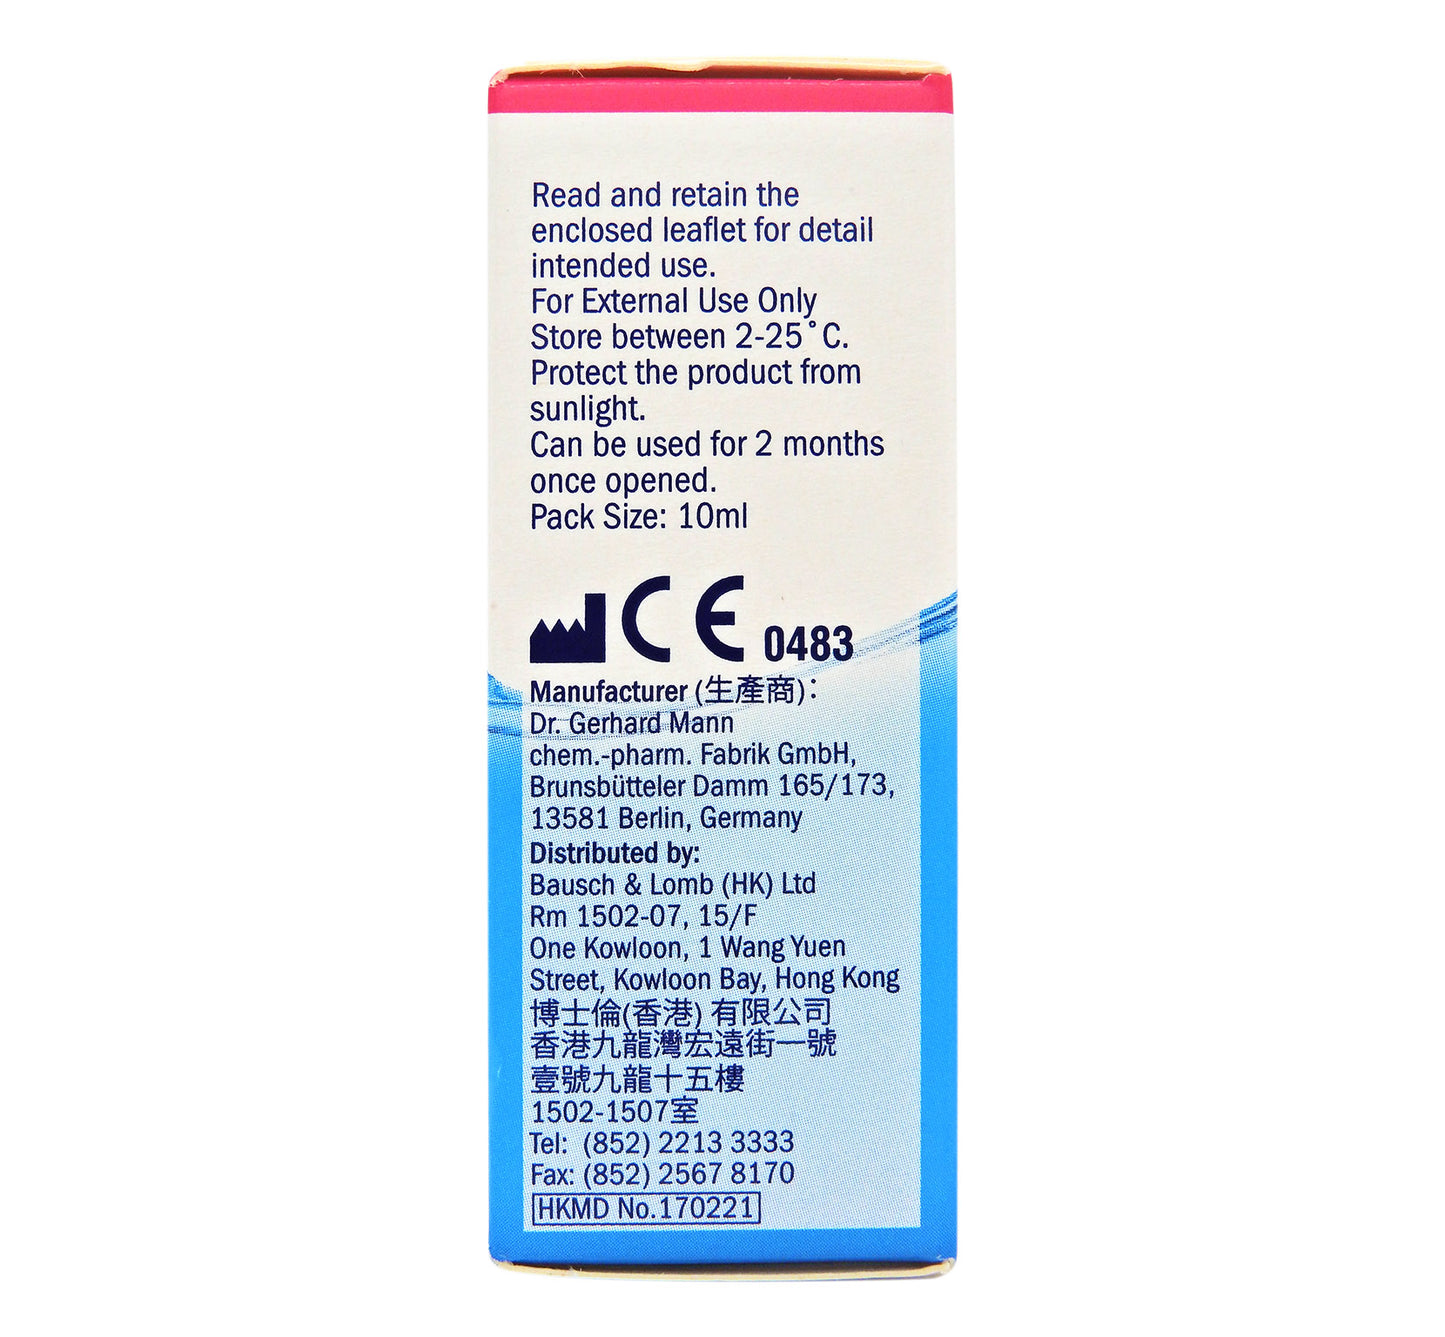 Read and retain the
enclosed leaflet for detail
intended use.
For External Use Only
Store between 2-25˚C.
Protect the product from
sunlight.
Can be used for 2 months
once opened.
Pack Size: 10ml
CE 0483
Manufacturer (生產商):
Dr. Gerhard Mann
chem.-pharm. Fabrik GmbH,
Brunsbütteler Damm 165/173,
13581 Berlin, Germany
Distributed by:
Bausch & Lomb (HK) Ltd
Rm 1502-07, 15/F
One Kowloon, 1 Wang Yuen
Street, Kowloon Bay, Hong Kong
博士倫(香港) 有限公司
香港九龍灣宏遠街一號
壹號九龍十五樓
1502-1507室
Tel: (852) 2213 3333
Fax: (852) 2567 8170
HKMD No.170221